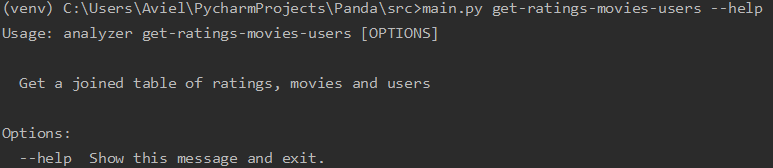 (venv) C:\Users\Aviel\PycharmProjects\Panda\src>main.py get-ratings-movies-users --help
Usage: analyzer get-ratings-movies-users [OPTIONS]
Get a joined table of ratings, movies and users
Options:
--help  Show this message and exit.